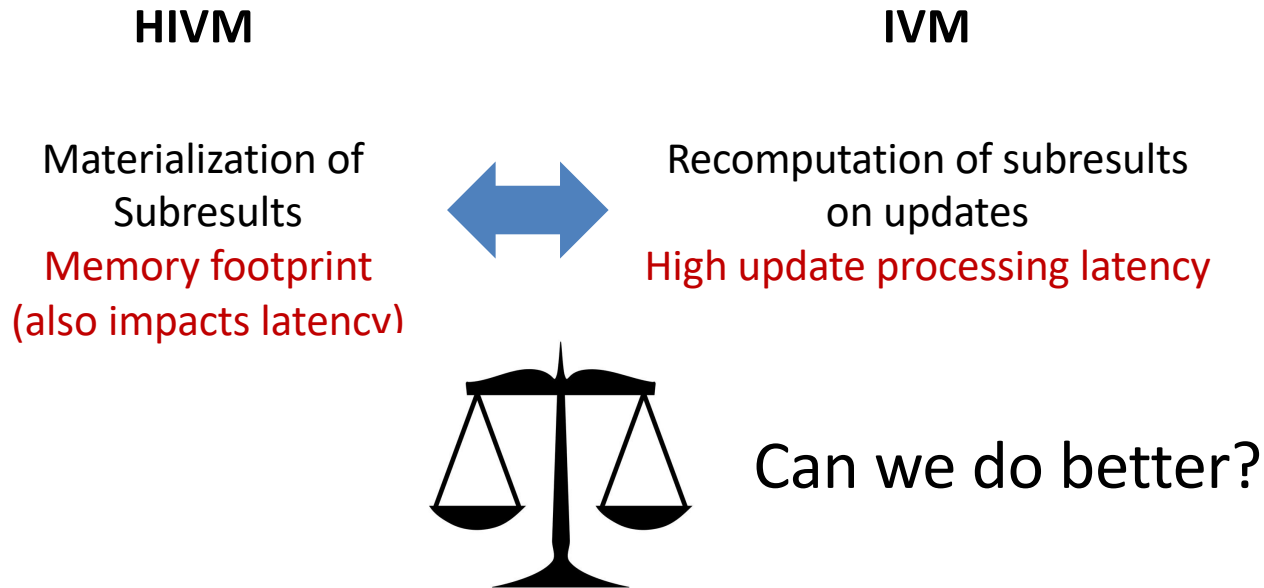 HIVM
IVM
Materialization of
Subresults
Memory footprint
(also impacts latency)
Recomputation of subresults
on updates
High update processing latency
Can we do better?